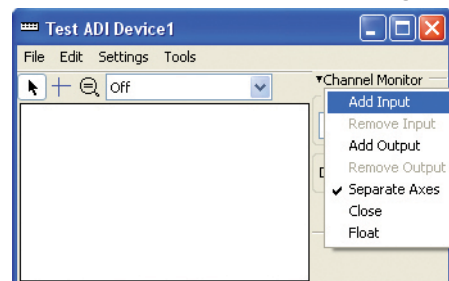 Test ADI Device1
File Edit Settings Tools
Off
Channel Monitor
Add Input
Remove Input
Add Output
Remove Output
Separate Axes
Close
Float